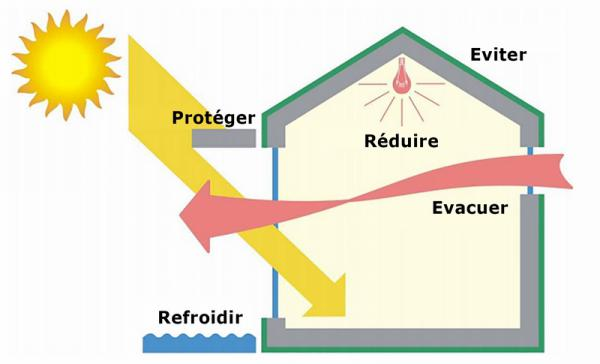 Eviter
Protéger
Réduire
Evacuer
Refroidir